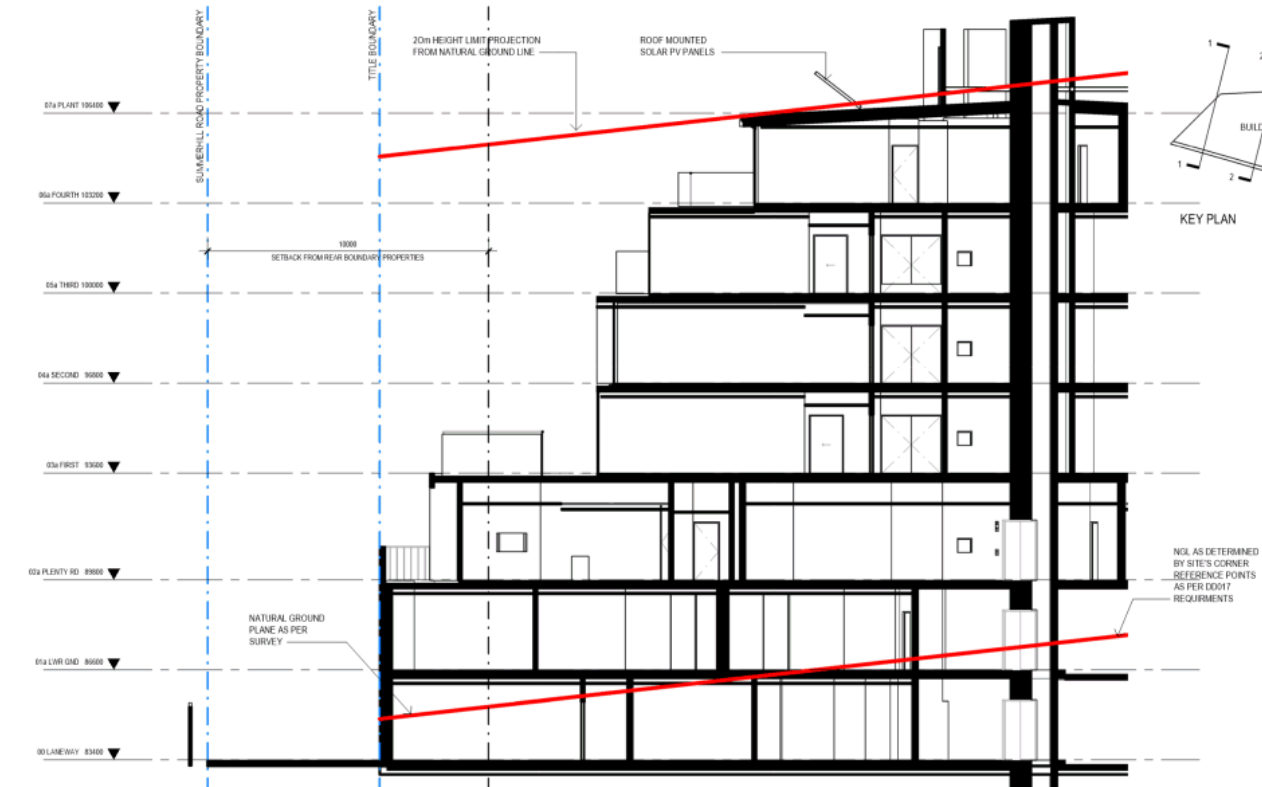 SUMMERHILL ROAD PROPERTY BOUNDARY
TITLE BOUNDARY
20m HEIGHT LIMIT PROJECTION
FROM NATURAL GROUND LINE
ROOF MOUNTED
SOLAR PV PANELS
1
2
BUILD
1
2
KEY PLAN
07a PLANT 106400
06a FOURTH 103200
10000
SETBACK FROM REAR BOUNDARY PROPERTIES
05a THIRD 100000
04a SECOND 96800
03a FIRST 93600
02a PLENTY RD 89800
NGL AS DETERMINED
BY SITE'S CORNER
REFERENCE POINTS
AS PER DD017
REQUIRMENTS
NATURAL GROUND
PLANE AS PER
SURVEY
01a LWR GND 86600
00 LANEWAY 83400